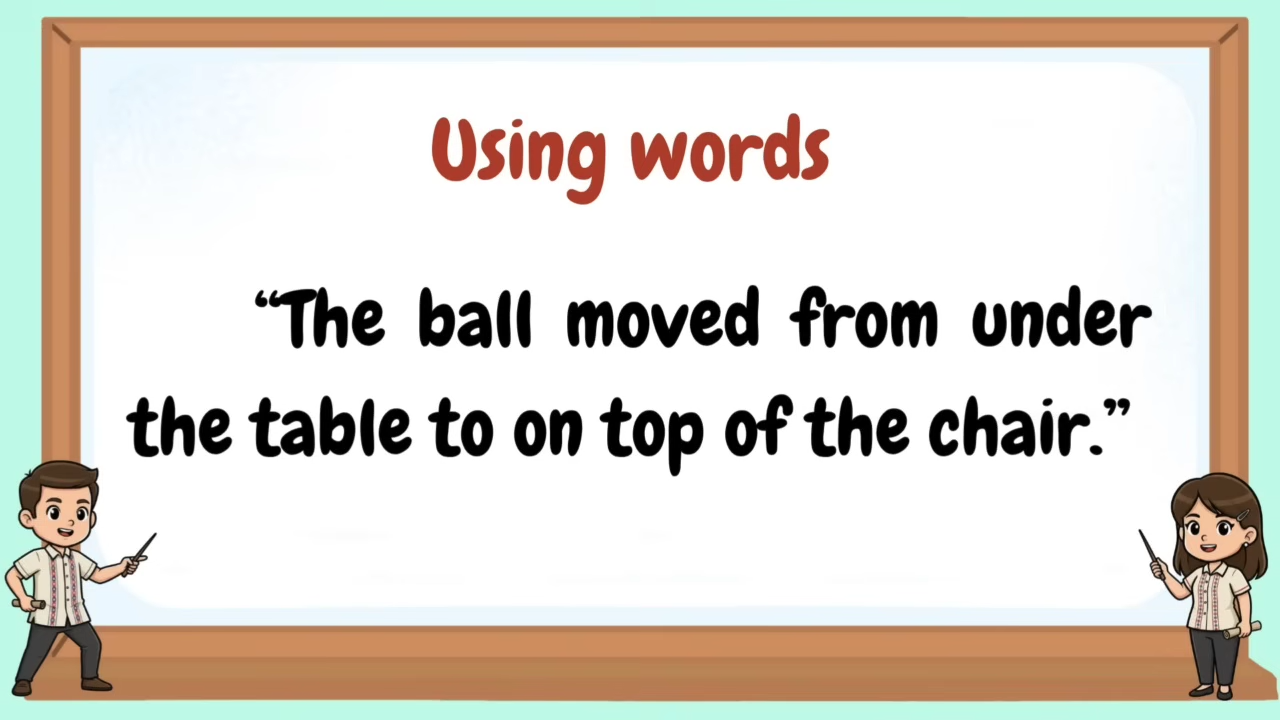 Using words
“The ball moved from under
the table to on top of the chair.”